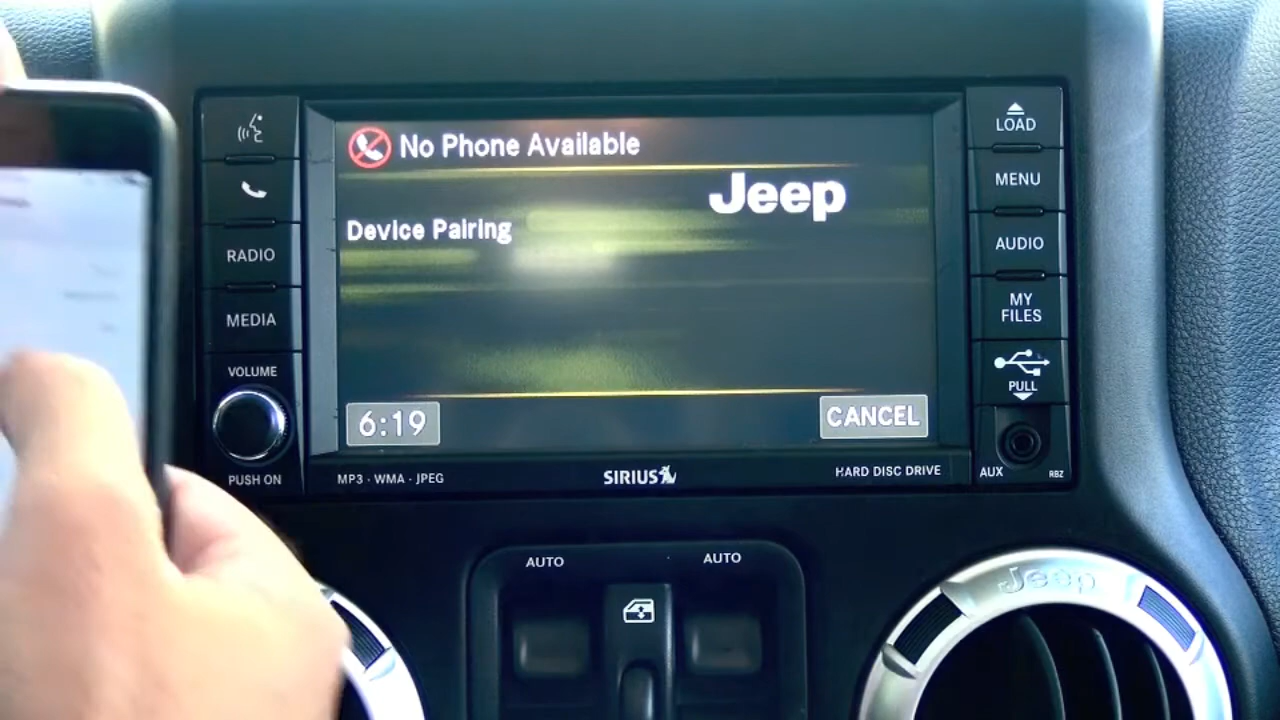 No Phone Available
Jeep
Device Pairing
6:19
CANCEL
RADIO
MEDIA
VOLUME
PUSH ON
LOAD
MENU
AUDIO
MY
FILES
PULL
AUX
RBZ
MP3 · WMA · JPEG
SIRIUS
HARD DISC DRIVE
AUTO
AUTO
Jeep